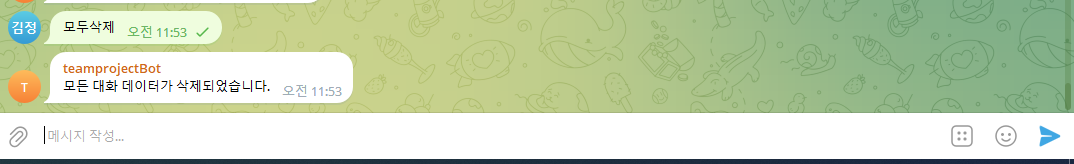 김정
모두삭제 오전 11:53
teamprojectBot
T
모든 대화 데이터가 삭제되었습니다. 오전 11:53
메시지 작성...